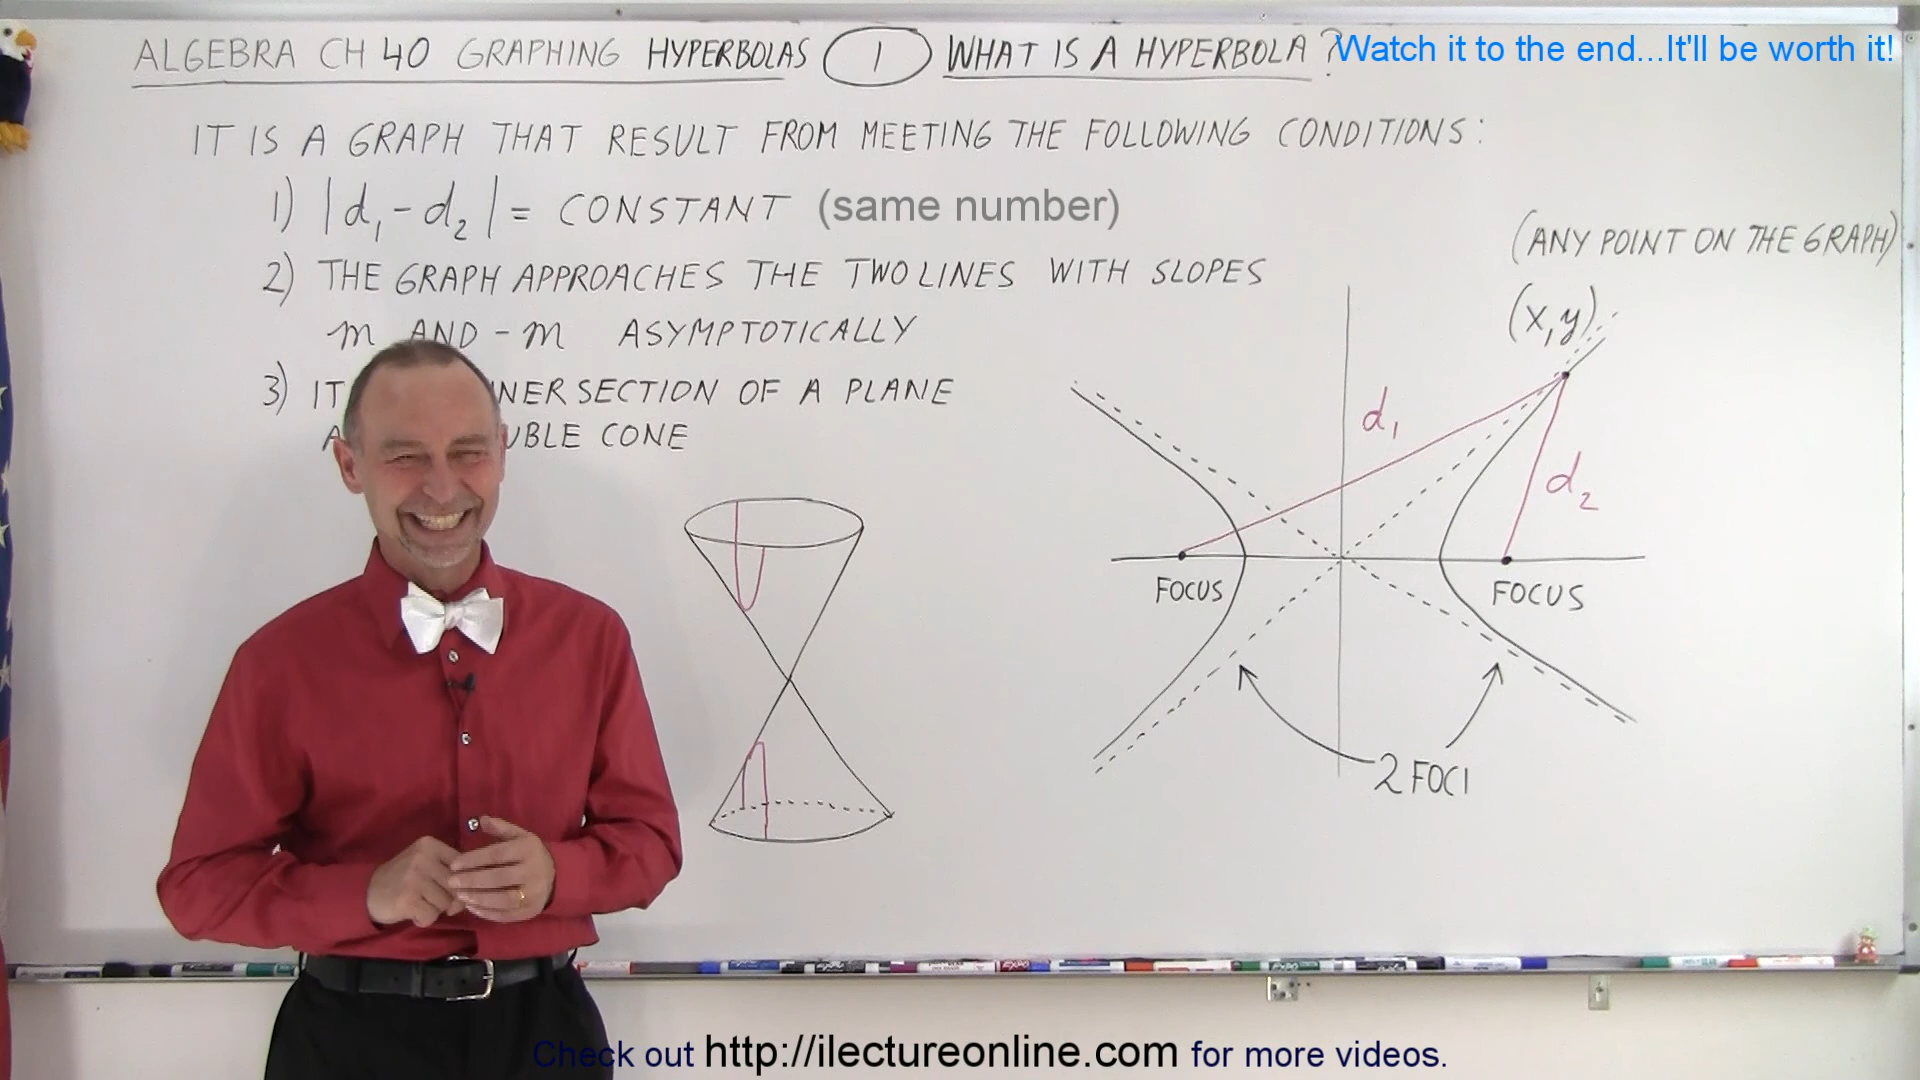 ALGEBRA CH 40 GRAPHING HYPERBOLAS 1 WHAT IS A HYPERBOLA?
Watch it to the end...It'll be worth it!
IT IS A GRAPH THAT RESULT FROM MEETING THE FOLLOWING CONDITIONS:
1) |d₁ - d₂| = CONSTANT (same number)
2) THE GRAPH APPROACHES THE TWO LINES WITH SLOPES
m AND -m ASYMPTOTICALLY
3) IT NERSECTION OF A PLANE
A UBLE CONE
(ANY POINT ON THE GRAPH)
(x,y)
d₁
d₂
FOCUS
FOCUS
2 FOCI
EXPO
Check out http://ilectureonline.com for more videos.